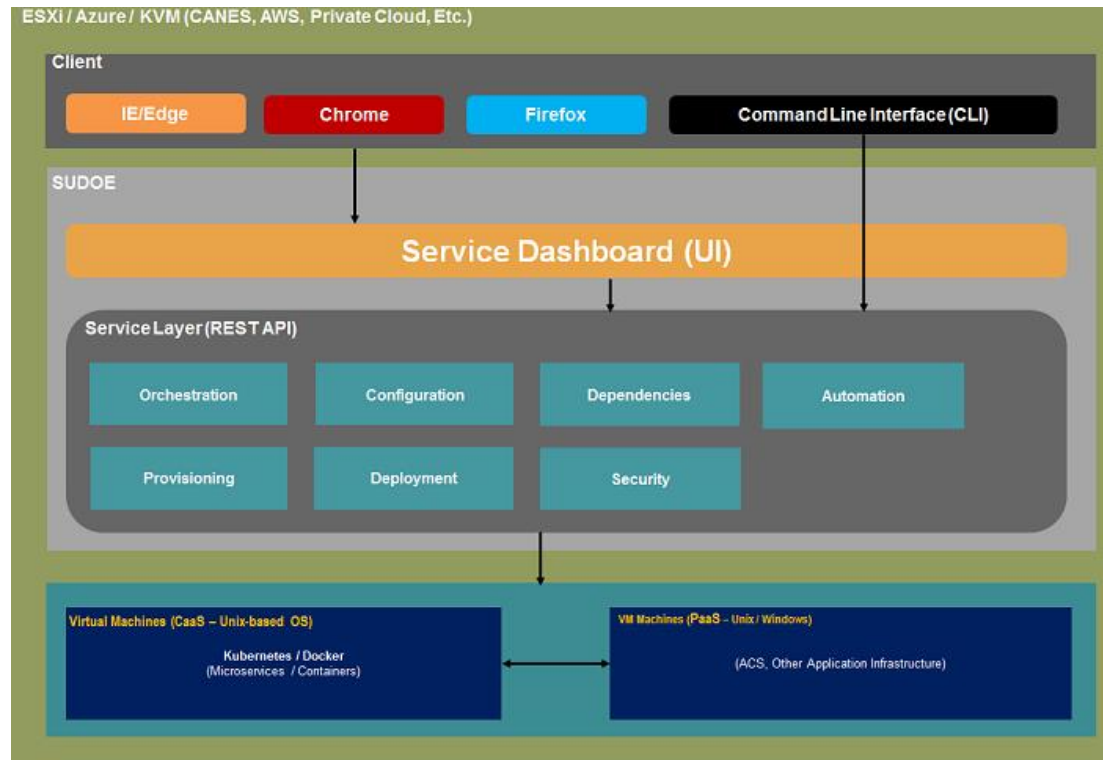 ESXi / Azure / KVM (CANES, AWS, Private Cloud, Etc.)
Client
IE/Edge
Chrome
Firefox
Command Line Interface (CLI)
SUDOE
Service Dashboard (UI)
Service Layer (REST API)
Orchestration
Configuration
Dependencies
Automation
Provisioning
Deployment
Security
Virtual Machines (CaaS – Unix-based OS)
Kubernetes / Docker
(Microservices / Containers)
VM Machines (PaaS – Unix / Windows)
(ACS, Other Application Infrastructure)